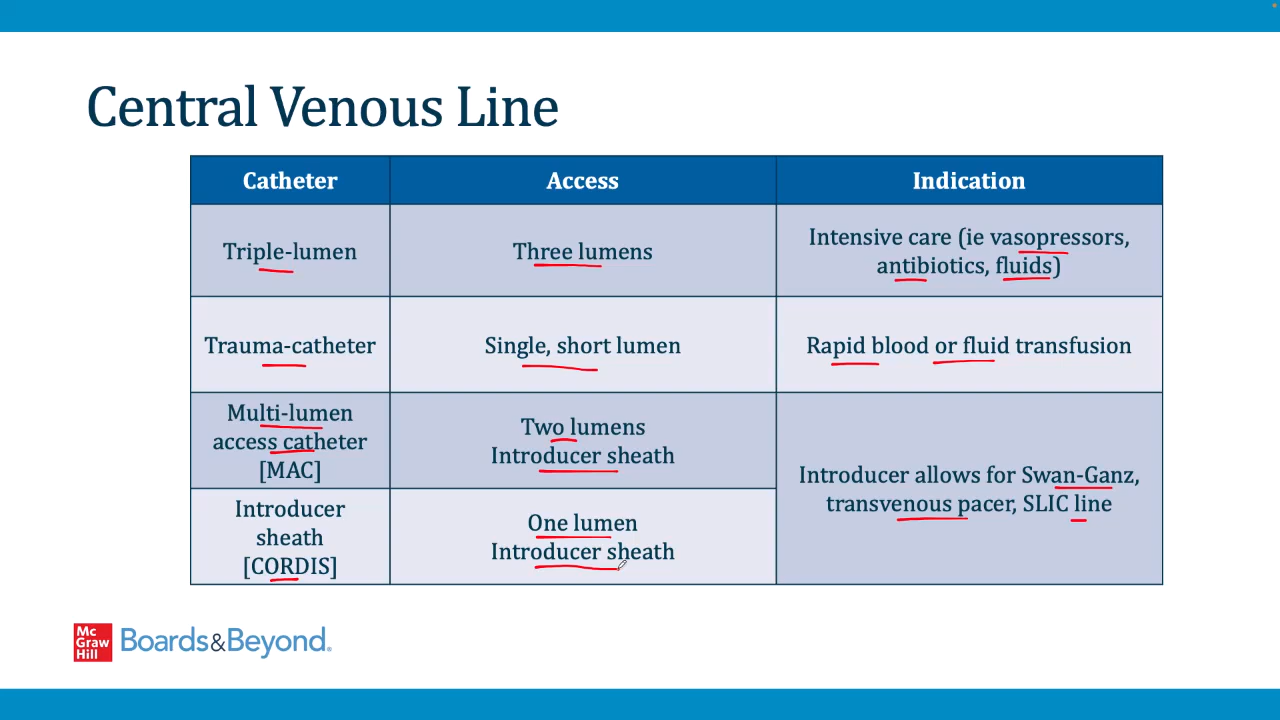 Central Venous Line
Catheter
Access
Indication
Triple-lumen
Three lumens
Intensive care (ie vasopressors,
antibiotics, fluids)
Trauma-catheter
Single, short lumen
Rapid blood or fluid transfusion
Multi-lumen
access catheter
[MAC]
Two lumens
Introducer sheath
Introducer allows for Swan-Ganz,
transvenous pacer, SLIC line
Introducer
sheath
[CORDIS]
One lumen
Introducer sheath
Mc
Graw
Hill
Boards&Beyond®